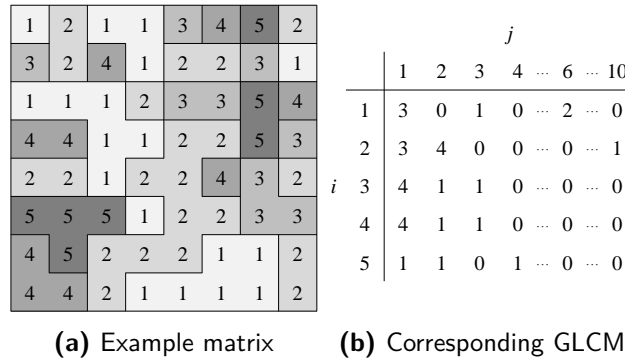 1 2 1 1 3 4 5 2
3 2 4 1 2 2 3 1
1 1 1 2 3 3 5 4
4 4 1 1 2 2 5 3
2 2 1 2 2 4 3 2
5 5 5 1 2 2 3 3
4 5 2 2 2 1 1 2
4 4 2 1 1 1 1 2
(a) Example matrix
j
1 2 3 4 ... 6 ... 10
1 3 0 1 0 ... 2 ... 0
2 3 4 0 0 ... 0 ... 1
i 3 4 1 1 0 ... 0 ... 0
4 4 1 1 0 ... 0 ... 0
5 1 1 0 1 ... 0 ... 0
(b) Corresponding GLCM